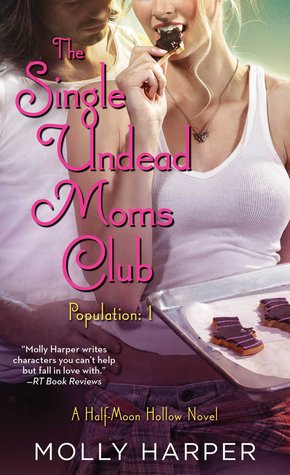 The
Single
Undead
Moms
Club
Population: 1
"Molly Harper writes
characters you can't help
but fall in love with."
—RT Book Reviews
A Half-Moon Hollow Novel
MOLLY HARPER